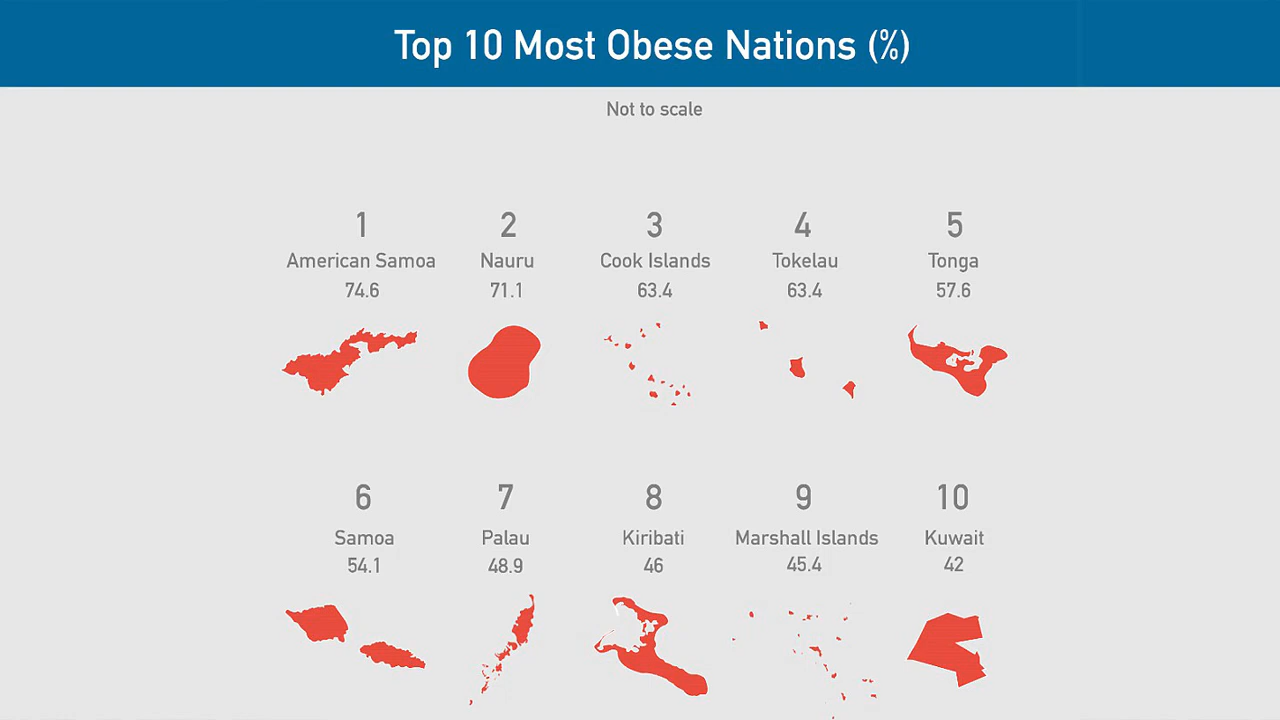 Top 10 Most Obese Nations (%)
Not to scale
1 2 3 4 5
American Samoa Nauru Cook Islands Tokelau Tonga
74.6 71.1 63.4 63.4 57.6
6 7 8 9 10
Samoa Palau Kiribati Marshall Islands Kuwait
54.1 48.9 46 45.4 42